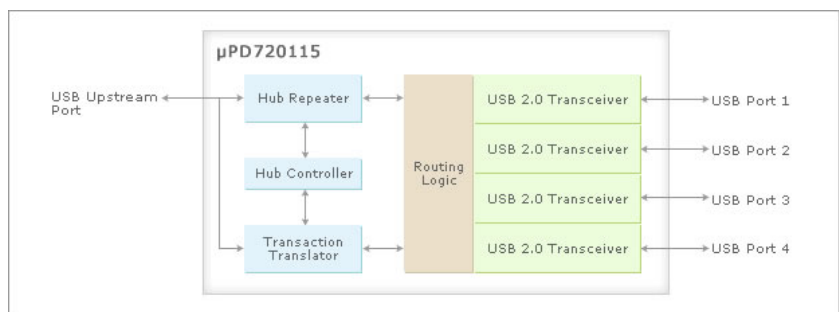 µPD720115
USB Upstream
Port
Hub Repeater
Hub Controller
Transaction
Translator
Routing
Logic
USB 2.0 Transceiver
USB 2.0 Transceiver
USB 2.0 Transceiver
USB 2.0 Transceiver
USB Port 1
USB Port 2
USB Port 3
USB Port 4